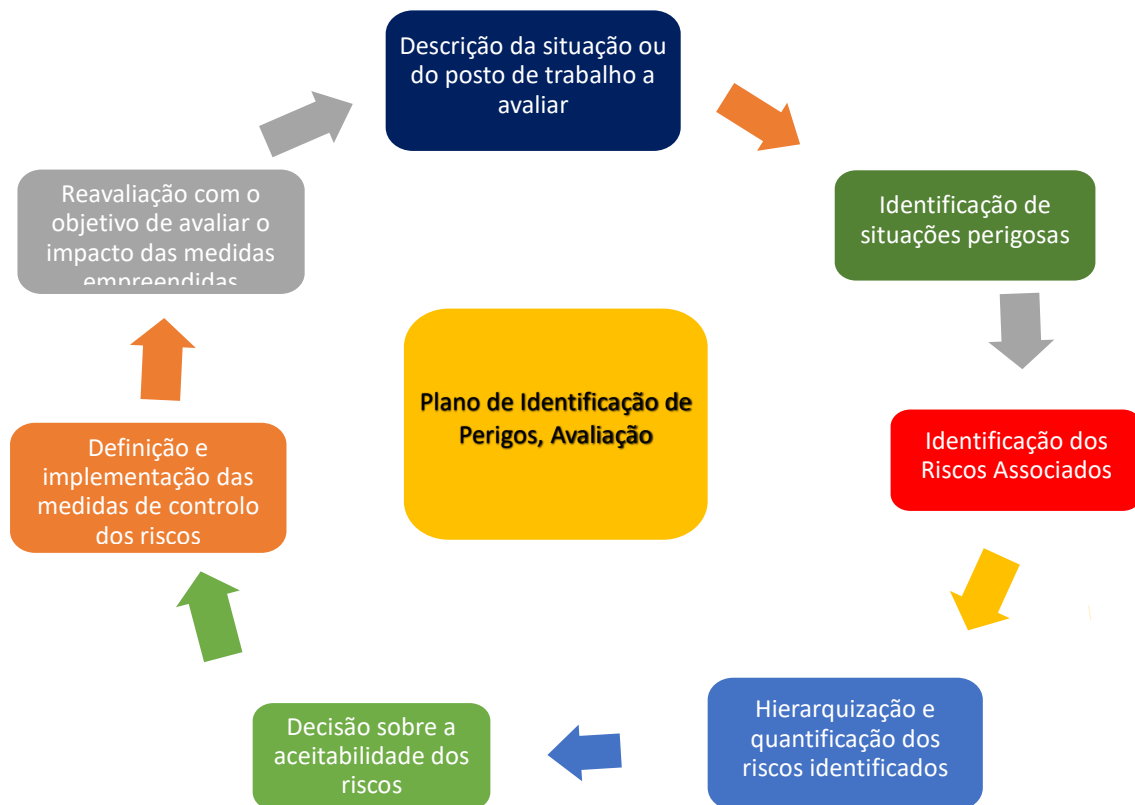 Descrição da situação ou
do posto de trabalho a
avaliar
Identificação de
situações perigosas
Identificação dos
Riscos Associados
Hierarquização e
quantificação dos
riscos identificados
Decisão sobre a
aceitabilidade dos
riscos
Definição e
implementação das
medidas de controlo
dos riscos
Reavaliação com o
objetivo de avaliar o
impacto das medidas
empreendidas
Plano de Identificação de
Perigos, Avaliação